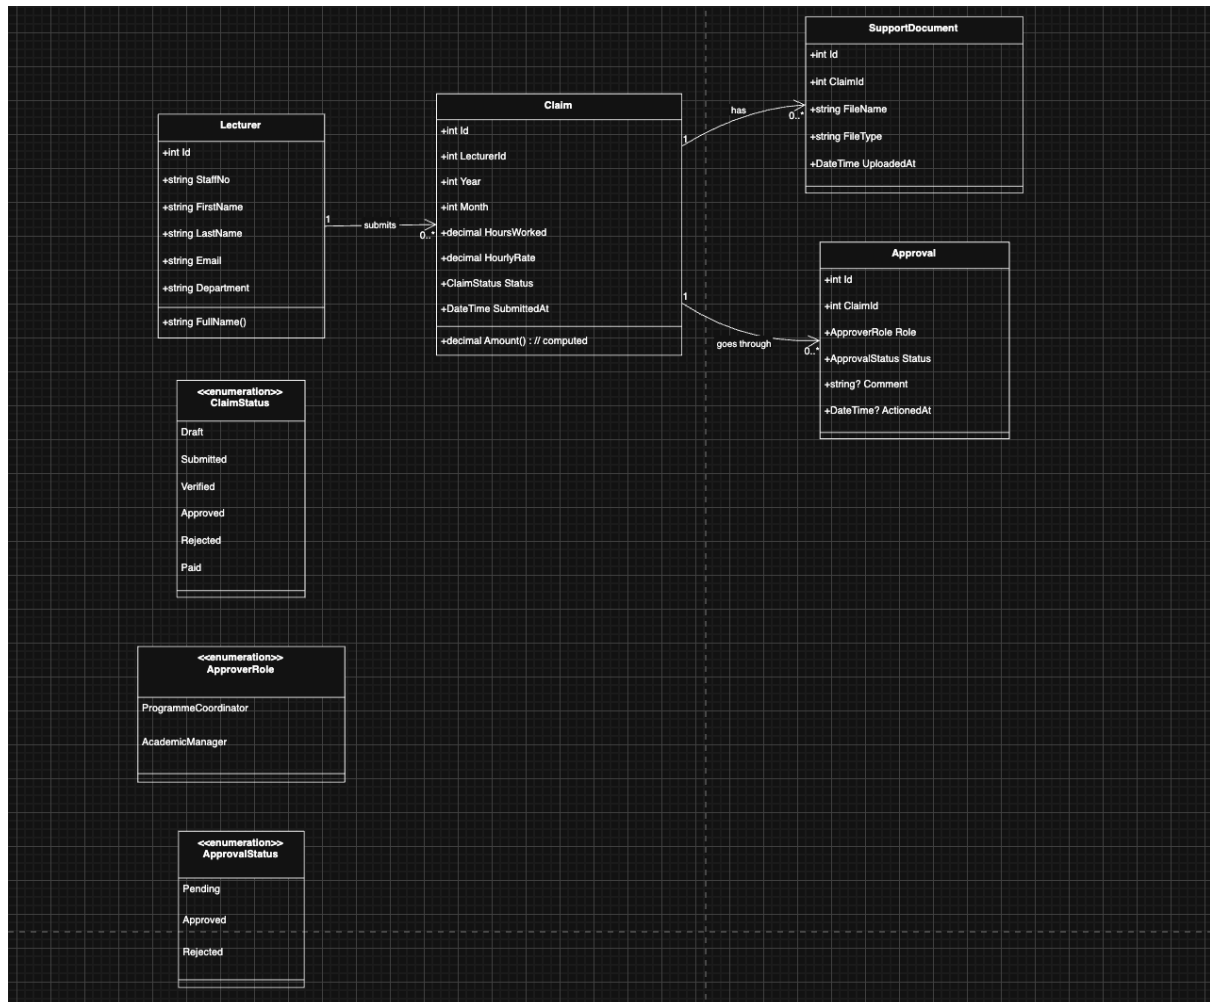 SupportDocument
+int Id
+int ClaimId
+string FileName
+string FileType
+DateTime UploadedAt
Claim
+int Id
+int LecturerId
+int Year
+int Month
+decimal HoursWorked
+decimal HourlyRate
+ClaimStatus Status
+DateTime SubmittedAt
+decimal Amount() : // computed
Lecturer
+int Id
+string StaffNo
+string FirstName
+string LastName
+string Email
+string Department
+string FullName()
1
submits
0..*
1
has
0..*
1
goes through
0..*
Approval
+int Id
+int ClaimId
+ApproverRole Role
+ApprovalStatus Status
+string? Comment
+DateTime? ActionedAt
<<enumeration>>
ClaimStatus
Draft
Submitted
Verified
Approved
Rejected
Paid
<<enumeration>>
ApproverRole
ProgrammeCoordinator
AcademicManager
<<enumeration>>
ApprovalStatus
Pending
Approved
Rejected